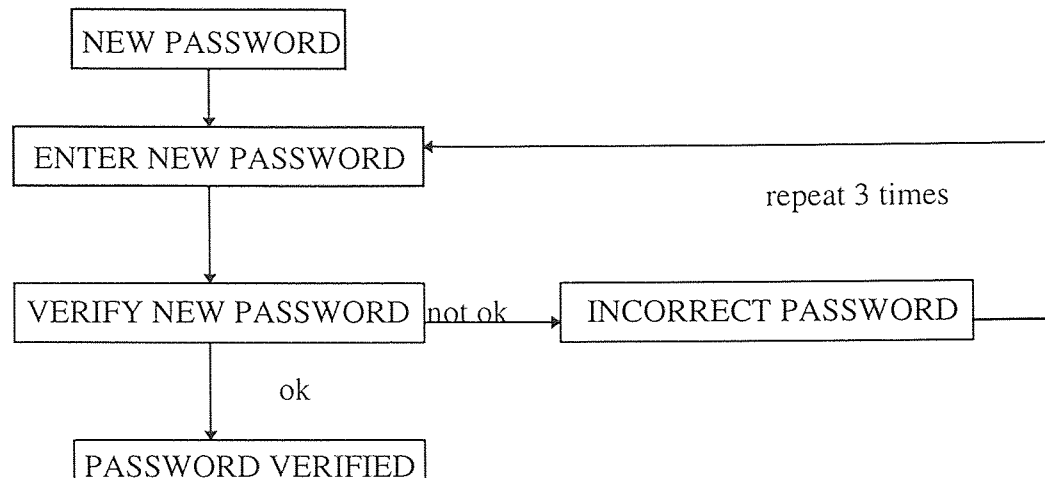 NEW PASSWORD
ENTER NEW PASSWORD
repeat 3 times
VERIFY NEW PASSWORD
not ok
INCORRECT PASSWORD
ok
PASSWORD VERIFIED